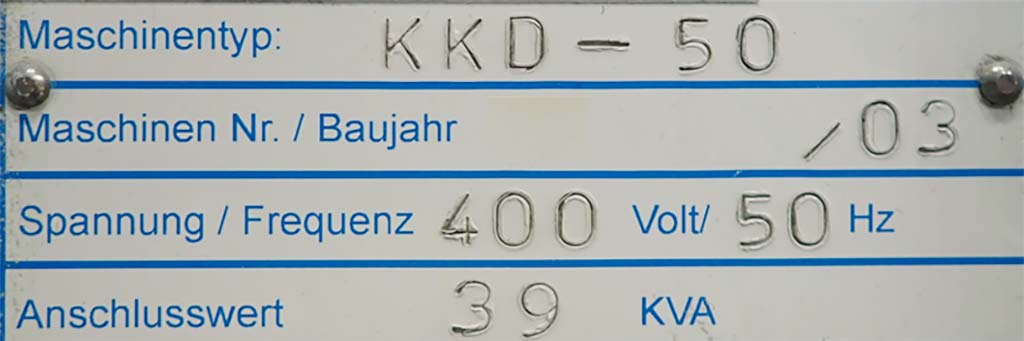 Maschinentyp: KKD-50
Maschinen Nr. / Baujahr /03
Spannung / Frequenz 400 Volt/ 50 Hz
Anschlusswert 39 KVA